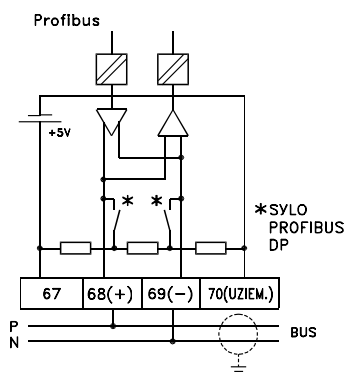 Profibus
+5V
* *
*SYLO
PROFIBUS
DP
67 68(+) 69(-) 70(UZIEM.)
P
N
BUS